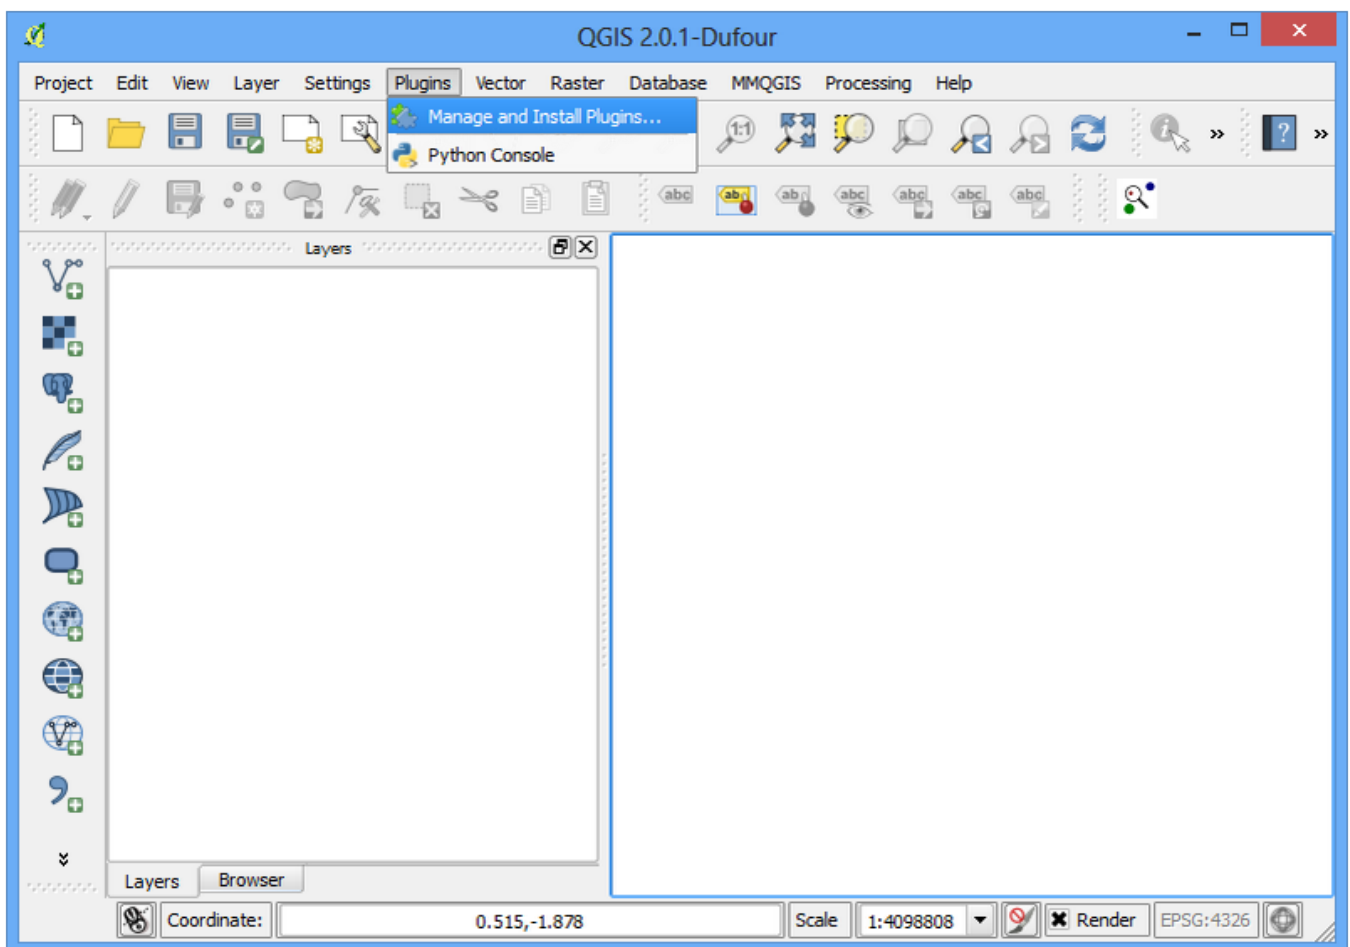 QGIS 2.0.1-Dufour
Project Edit View Layer Settings Plugins Vector Raster Database MMQGIS Processing Help
Manage and Install Plugins...
Python Console
1:1
» ? »
abc ab ab abc abc abc abc
Layers
Layers Browser
Coordinate: 0.515,-1.878 Scale 1:4098808 Render EPSG:4326